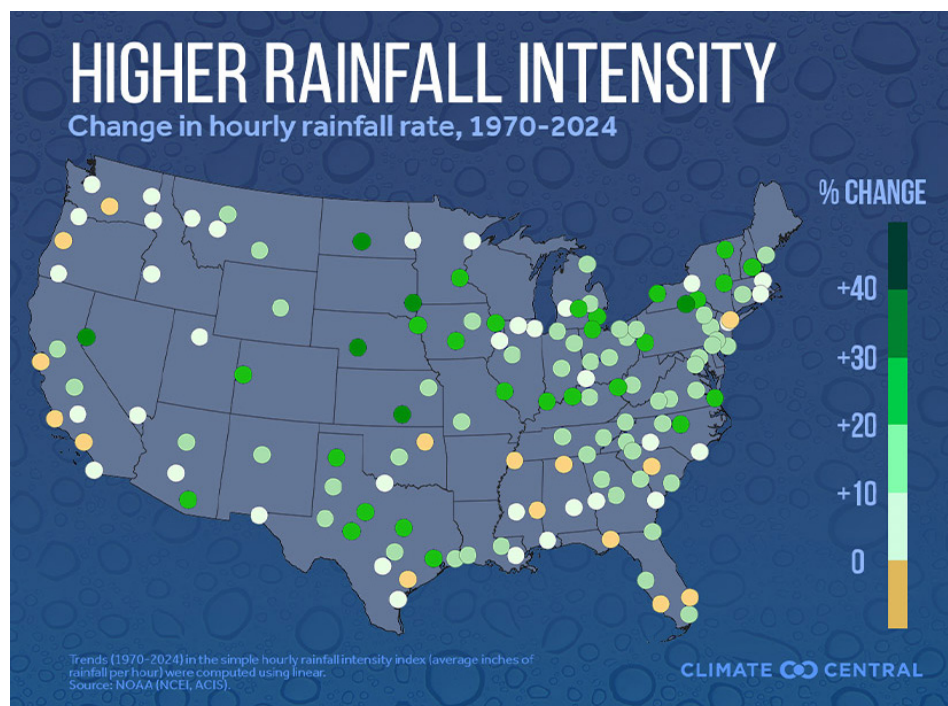 HIGHER RAINFALL INTENSITY
Change in hourly rainfall rate, 1970-2024
% CHANGE
+40
+30
+20
+10
0
Trends (1970-2024) in the simple hourly rainfall intensity index (average inches of
rainfall per hour) were computed using linear.
Source: NOAA (NCEI, ACIS).
CLIMATE CENTRAL